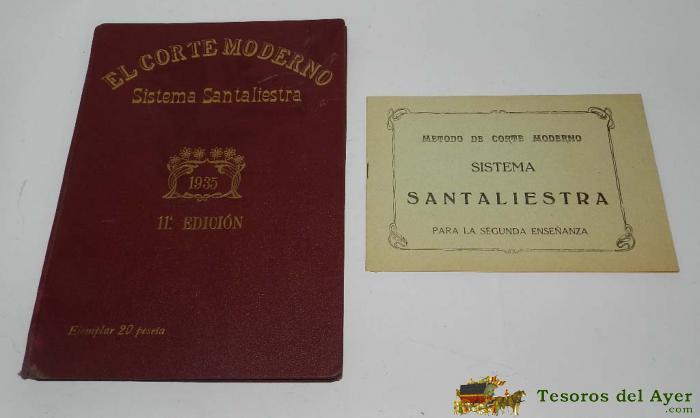 EL CORTE MODERNO
Sistema Santaliestra
1935
11ª EDICIÓN
Ejemplar 20 peseta
METODO DE CORTE MODERNO
SISTEMA
SANTALIESTRA
PARA LA SEGUNDA ENSEÑANZA
Tesoros del Ayer
.com